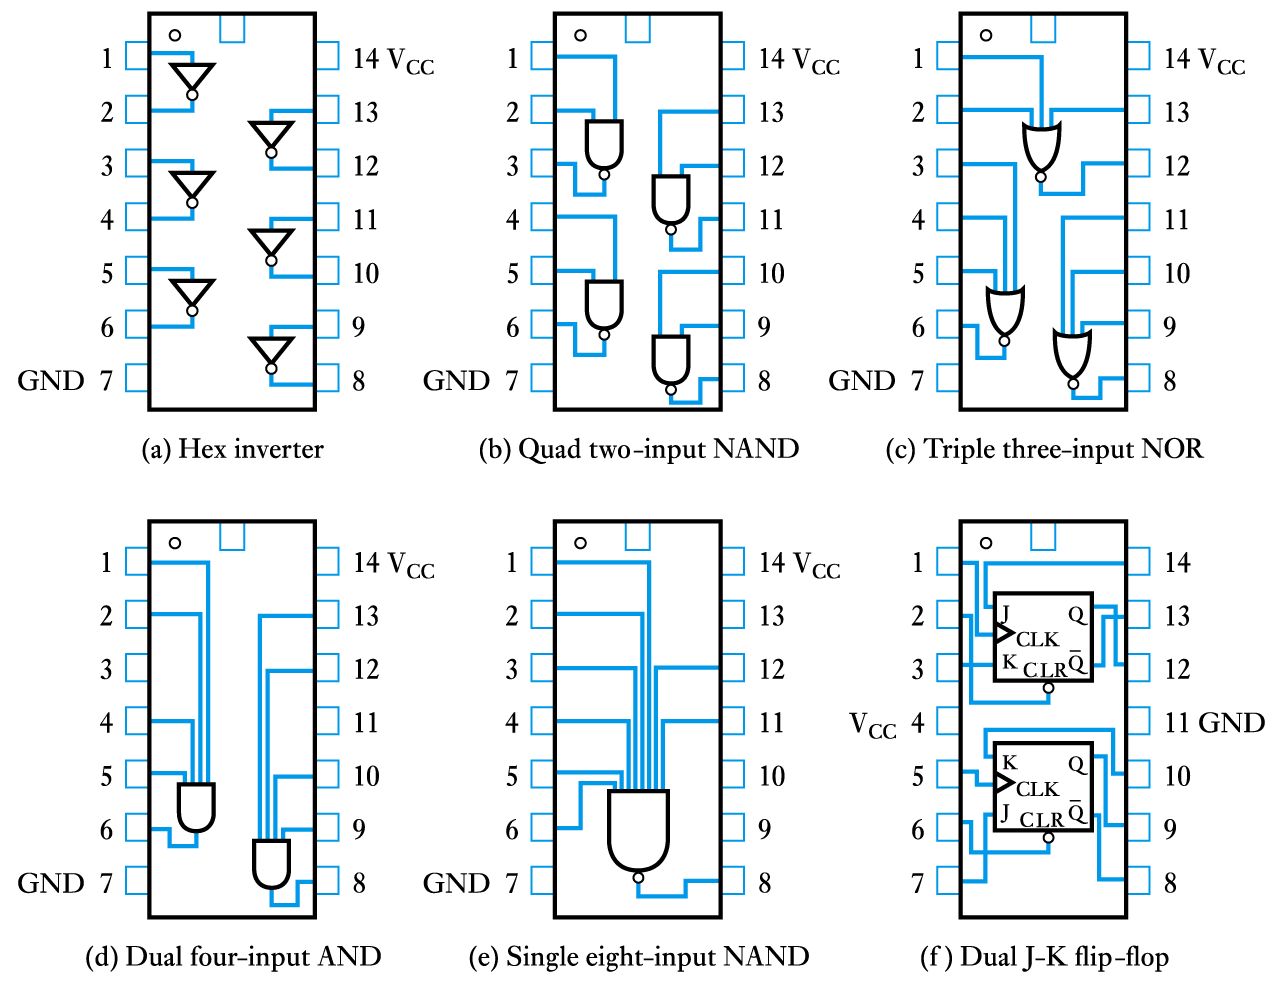 1 14 V_CC
2 13
3 12
4 11
5 10
6 9
GND 7 8
(a) Hex inverter
1 14 V_CC
2 13
3 12
4 11
5 10
6 9
GND 7 8
(b) Quad two-input NAND
1 14 V_CC
2 13
3 12
4 11
5 10
6 9
GND 7 8
(c) Triple three-input NOR
1 14 V_CC
2 13
3 12
4 11
5 10
6 9
GND 7 8
(d) Dual four-input AND
1 14 V_CC
2 13
3 12
4 11
5 10
6 9
GND 7 8
(e) Single eight-input NAND
1 14
2 J Q 13
CLK
3 K CLR Q̅ 12
V_CC 4 11 GND
K Q
5 CLK 10
6 J CLR Q̅ 9
7 8
(f) Dual J-K flip-flop